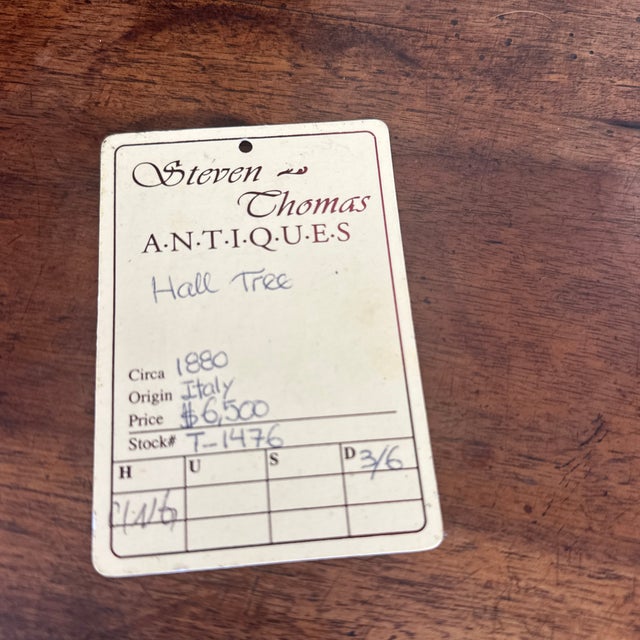 Steven
Thomas
A·N·T·I·Q·U·E·S
Hall Tree
Circa 1880
Origin Italy
Price $6,500
Stock# T-1476
H U S D 3/6